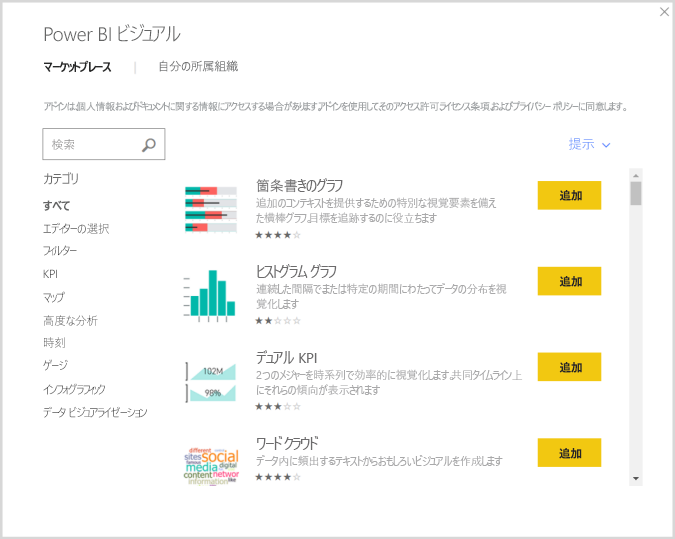 Power BI ビジュアル
マーケットプレース | 自分の所属組織
アドインは、個人情報およびドキュメントに関する情報にアクセスする場合があります。アドインを使用してそのアクセス許可、ライセンス条項、およびプライバシー ポリシーに同意します。
検索
提示
カテゴリ
すべて
エディターの選択
フィルター
KPI
マップ
高度な分析
時刻
ゲージ
インフォグラフィック
データ ビジュアライゼーション
箇条書きのグラフ
追加のコンテキストを提供するための特別な視覚要素を備え
た横棒グラフ。目標を追跡するのに役立ちます
★★★★☆
追加
ヒストグラム グラフ
連続した間隔でまたは特定の期間にわたってデータの分布を視
覚化します
★★☆☆☆
追加
102M
98%
デュアル KPI
2つのメジャーを時系列で効率的に視覚化します。共同タイムライン上
にそれらの傾向が表示されます
★★★☆☆
追加
different
sites social
famous
media digital
content networ
information like
ワード クラウド
データ内に頻出するテキストからおもしろいビジュアルを作成します
★★★★☆
追加